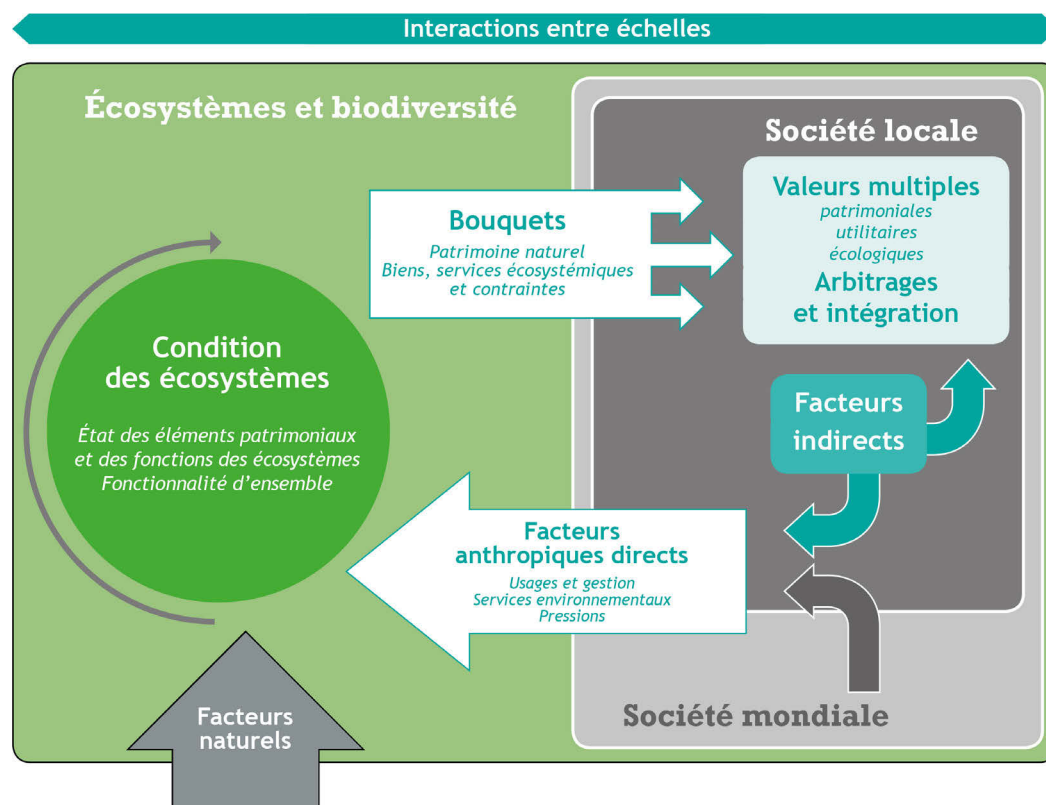 Interactions entre échelles
Écosystèmes et biodiversité
Société locale
Valeurs multiples
patrimoniales
utilitaires
écologiques
Arbitrages
et intégration
Bouquets
Patrimoine naturel
Biens, services écosystémiques
et contraintes
Condition
des écosystèmes
État des éléments patrimoniaux
et des fonctions des écosystèmes
Fonctionnalité d’ensemble
Facteurs
indirects
Facteurs
anthropiques directs
Usages et gestion
Services environnementaux
Pressions
Facteurs
naturels
Société mondiale